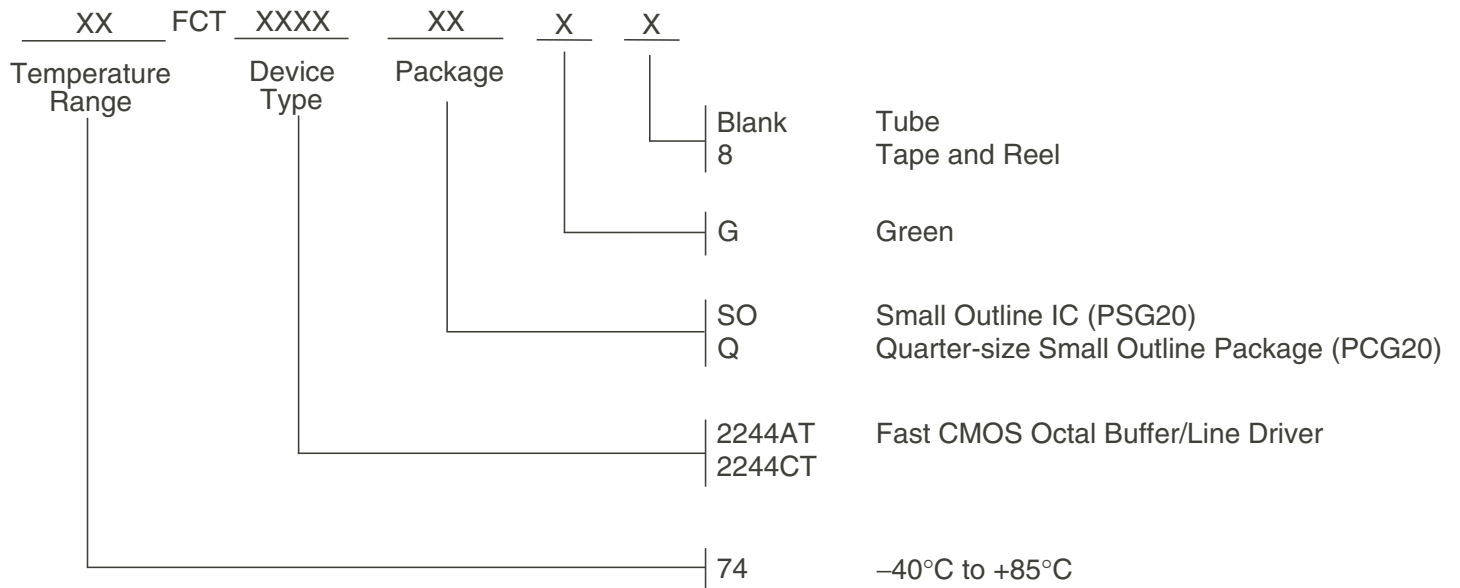 XX FCT XXXX XX X X
Temperature Range
Device Type
Package
Blank Tube
8 Tape and Reel
G Green
SO Small Outline IC (PSG20)
Q Quarter-size Small Outline Package (PCG20)
2244AT Fast CMOS Octal Buffer/Line Driver
2244CT
74 –40°C to +85°C